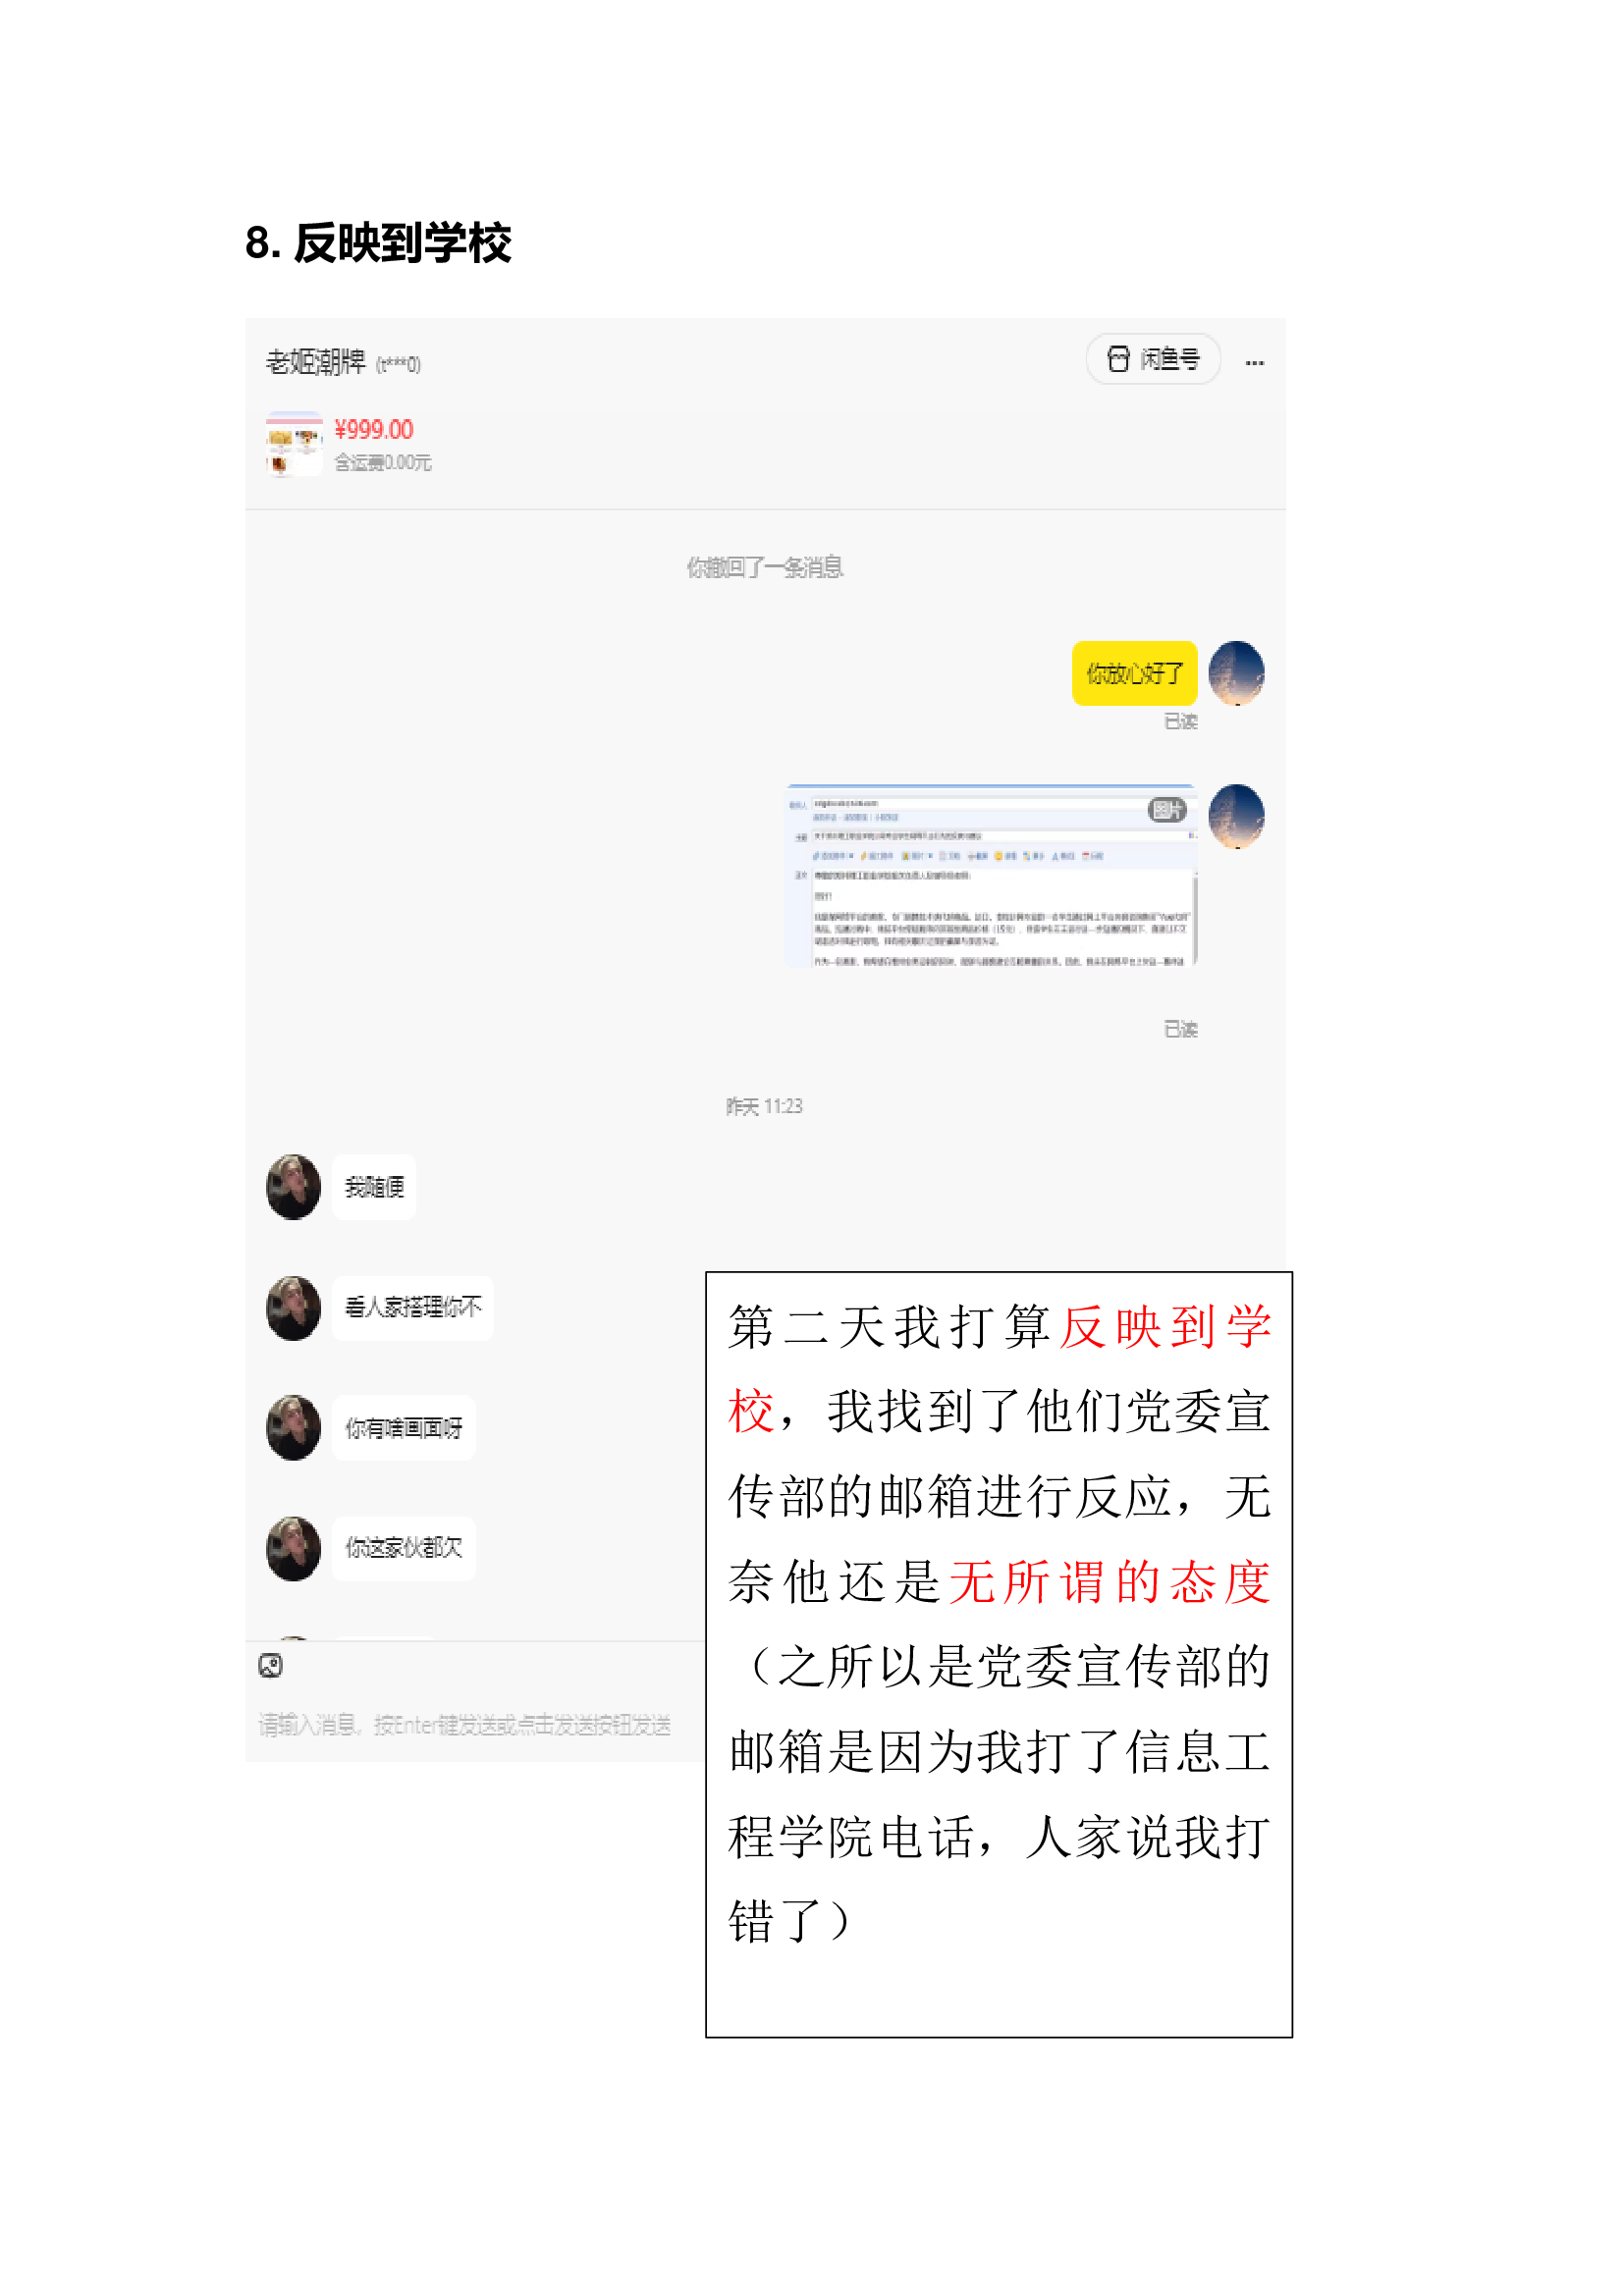 8. 反映到学校
老姬潮牌 (t***0)
闲鱼号
...
¥999.00
含运费0.00元
你撤回了一条消息
你放心好了
已读
图片
已读
昨天 11:23
我随便
看人家搭理你不
你有啥画面呀
你这家伙都欠
请输入消息，按Enter键发送或点击发送按钮发送
第二天我打算反映到学
校，我找到了他们党委宣
传部的邮箱进行反应，无
奈他还是无所谓的态度
（之所以是党委宣传部的
邮箱是因为我打了信息工
程学院电话，人家说我打
错了）